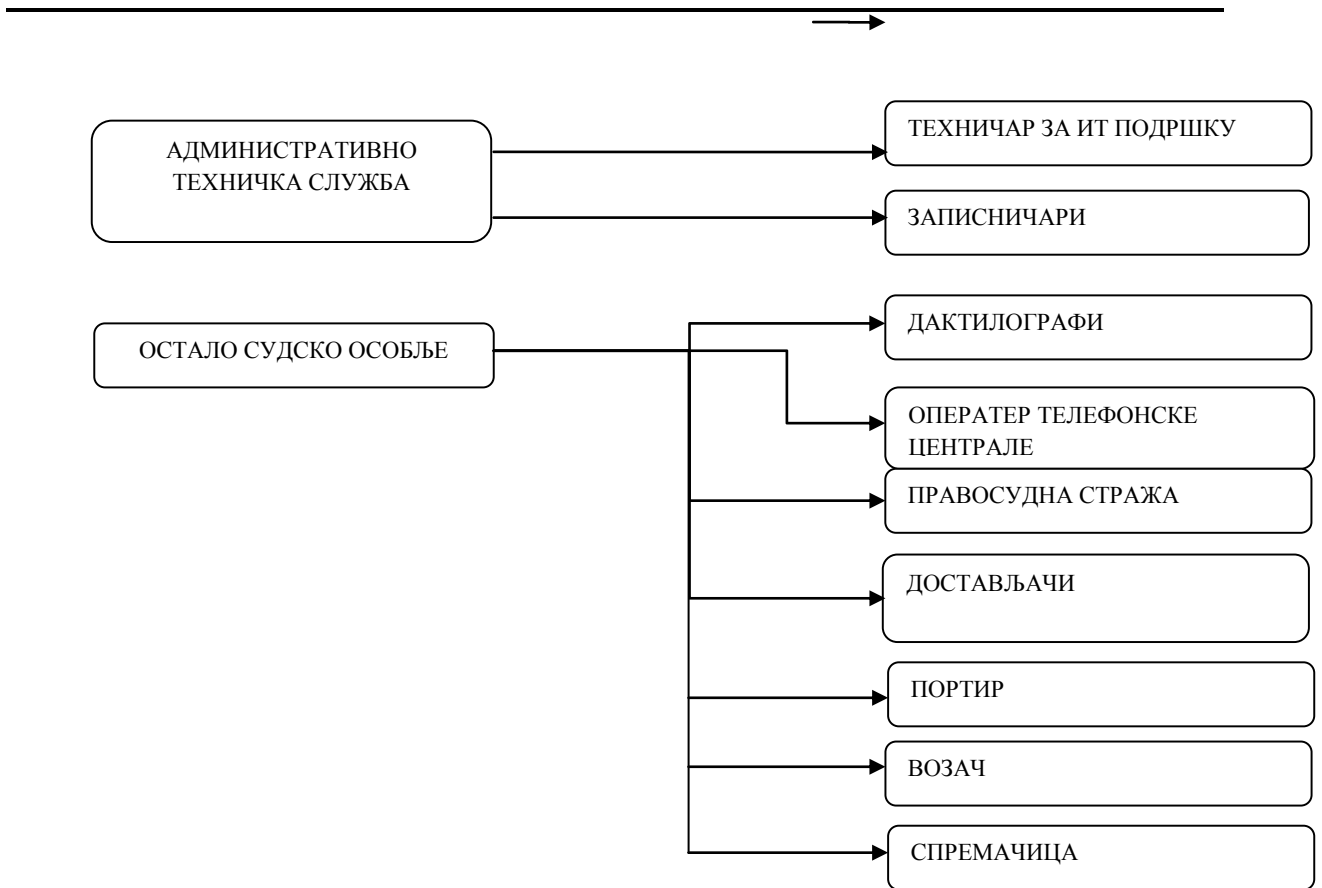 АДМИНИСТРАТИВНО
ТЕХНИЧКА СЛУЖБА
ТЕХНИЧАР ЗА ИТ ПОДРШКУ
ЗАПИСНИЧАРИ
ОСТАЛО СУДСКО ОСОБЉЕ
ДАКТИЛОГРАФИ
ОПЕРАТЕР ТЕЛЕФОНСКЕ
ЦЕНТРАЛЕ
ПРАВОСУДНА СТРАЖА
ДОСТАВЉАЧИ
ПОРТИР
ВОЗАЧ
СПРЕМАЧИЦА